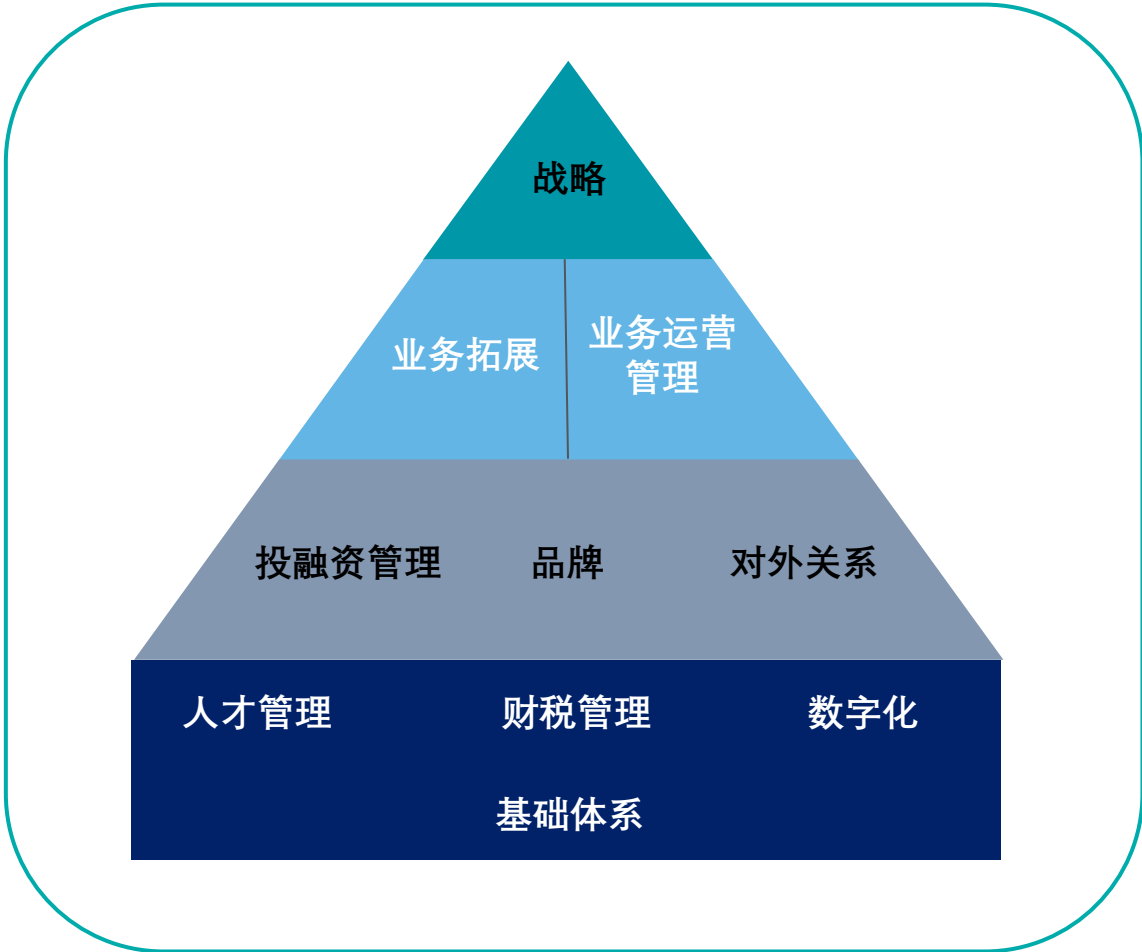 战略
业务拓展
业务运营
管理
投融资管理
品牌
对外关系
人才管理
财税管理
数字化
基础体系